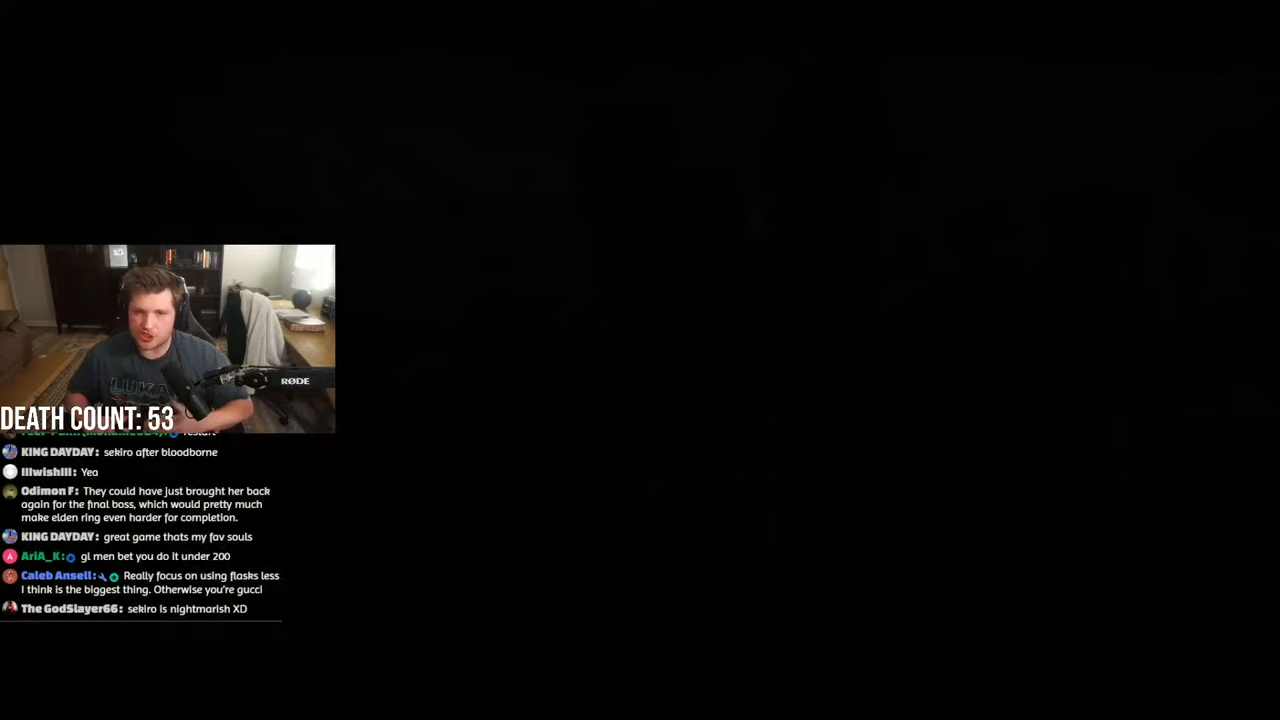 LUKA
RØDE
DEATH COUNT: 53
restart
KING DAYDAY: sekiro after bloodborne
IIIwishIII: Yea
Odimon F: They could have just brought her back
again for the final boss, which would pretty much
make elden ring even harder for completion.
KING DAYDAY: great game thats my fav souls
A AriA_K: gl men bet you do it under 200
Caleb Ansell: Really focus on using flasks less
I think is the biggest thing. Otherwise you're gucci
The GodSlayer66: sekiro is nightmarish XD